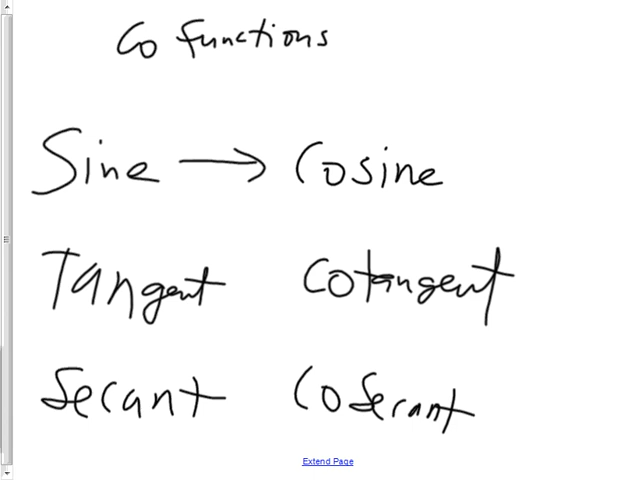 Co functions
Sine → Cosine
Tangent Cotangent
Secant Cosecant
Extend Page